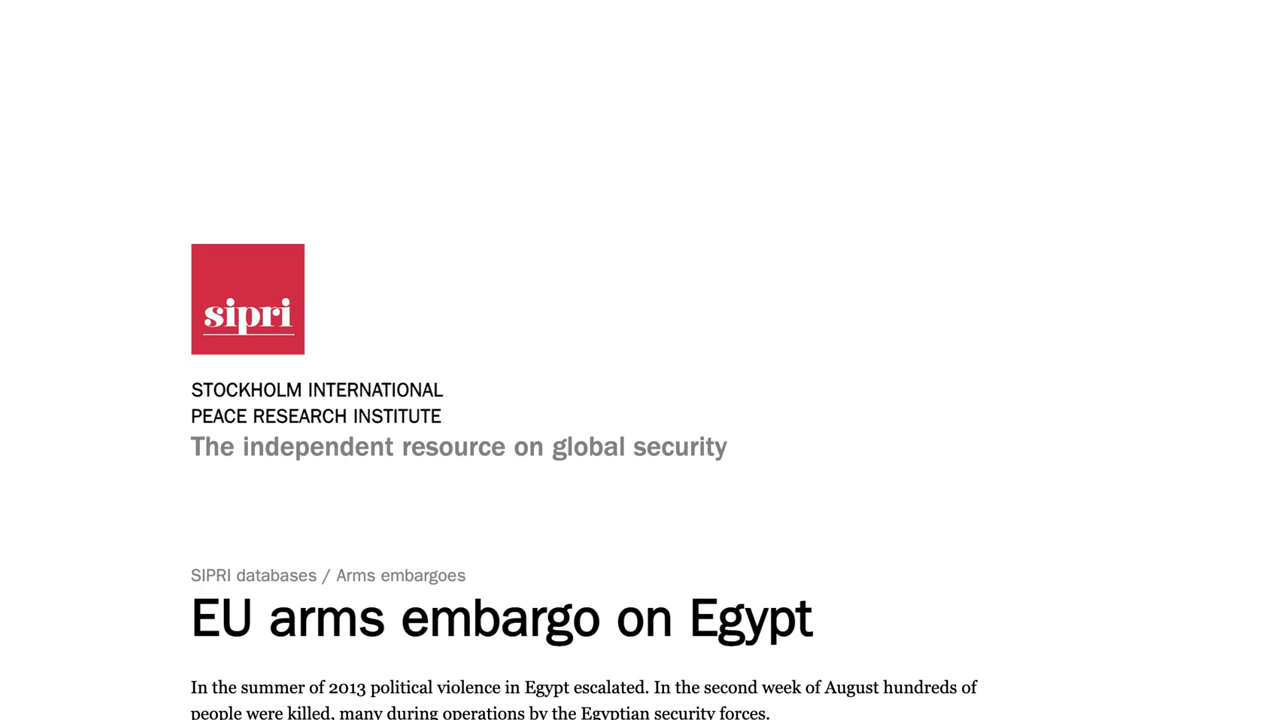 sipri
STOCKHOLM INTERNATIONAL
PEACE RESEARCH INSTITUTE
The independent resource on global security
SIPRI databases / Arms embargoes
EU arms embargo on Egypt
In the summer of 2013 political violence in Egypt escalated. In the second week of August hundreds of
people were killed, many during operations by the Egyptian security forces.